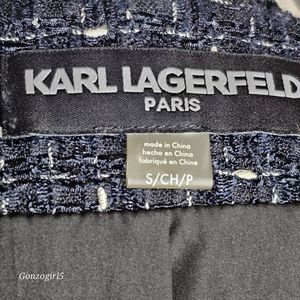 KARL LAGERFELD
PARIS
made in China
hecho en China
fabriqué en Chine
S/CH/P
Gonzogirl5